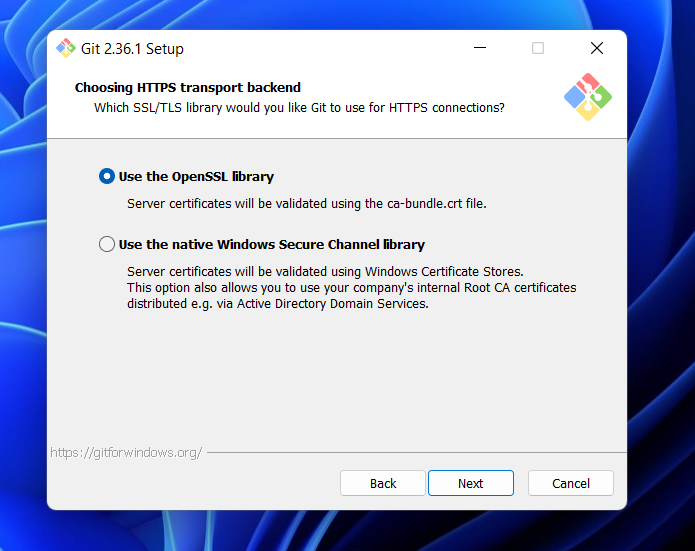 Git 2.36.1 Setup
Choosing HTTPS transport backend
Which SSL/TLS library would you like Git to use for HTTPS connections?
Use the OpenSSL library
Server certificates will be validated using the ca-bundle.crt file.
Use the native Windows Secure Channel library
Server certificates will be validated using Windows Certificate Stores.
This option also allows you to use your company's internal Root CA certificates
distributed e.g. via Active Directory Domain Services.
https://gitforwindows.org/
Back
Next
Cancel